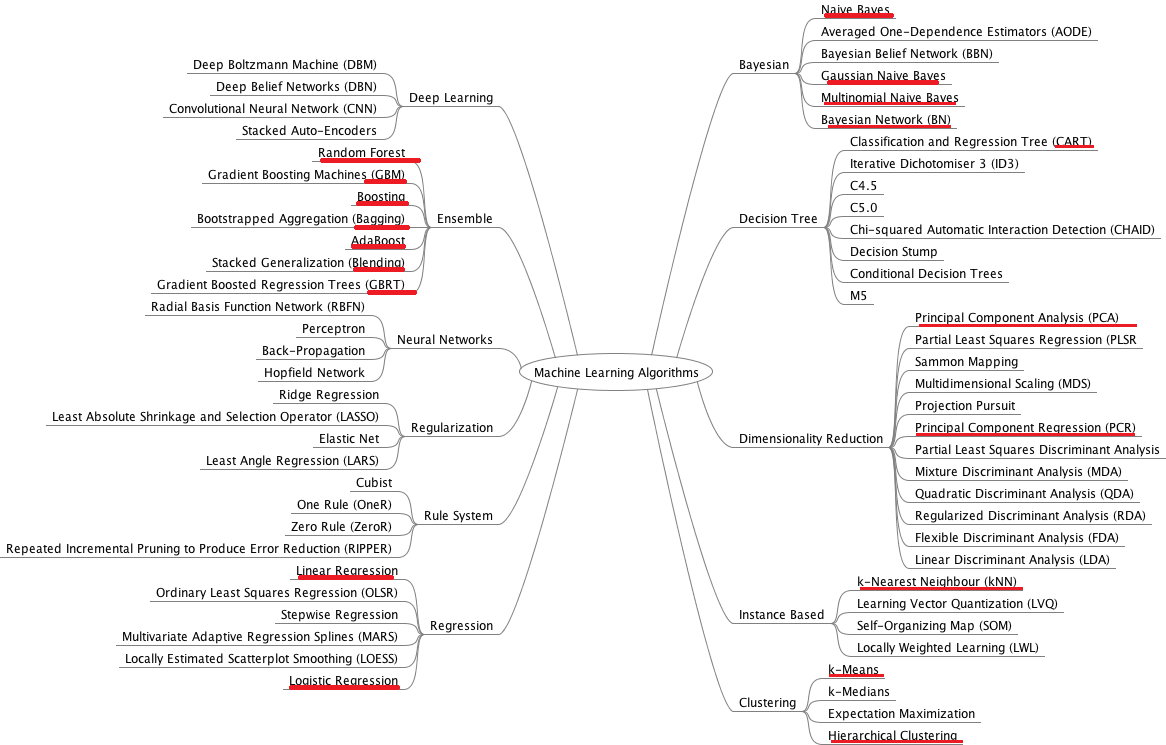 Machine Learning Algorithms
Deep Learning
Deep Boltzmann Machine (DBM)
Deep Belief Networks (DBN)
Convolutional Neural Network (CNN)
Stacked Auto-Encoders
Ensemble
Random Forest
Gradient Boosting Machines (GBM)
Boosting
Bootstrapped Aggregation (Bagging)
AdaBoost
Stacked Generalization (Blending)
Gradient Boosted Regression Trees (GBRT)
Neural Networks
Radial Basis Function Network (RBFN)
Perceptron
Back-Propagation
Hopfield Network
Regularization
Ridge Regression
Least Absolute Shrinkage and Selection Operator (LASSO)
Elastic Net
Least Angle Regression (LARS)
Rule System
Cubist
One Rule (OneR)
Zero Rule (ZeroR)
Repeated Incremental Pruning to Produce Error Reduction (RIPPER)
Regression
Linear Regression
Ordinary Least Squares Regression (OLSR)
Stepwise Regression
Multivariate Adaptive Regression Splines (MARS)
Locally Estimated Scatterplot Smoothing (LOESS)
Logistic Regression
Bayesian
Naive Bayes
Averaged One-Dependence Estimators (AODE)
Bayesian Belief Network (BBN)
Gaussian Naive Bayes
Multinomial Naive Bayes
Bayesian Network (BN)
Decision Tree
Classification and Regression Tree (CART)
Iterative Dichotomiser 3 (ID3)
C4.5
C5.0
Chi-squared Automatic Interaction Detection (CHAID)
Decision Stump
Conditional Decision Trees
M5
Dimensionality Reduction
Principal Component Analysis (PCA)
Partial Least Squares Regression (PLSR
Sammon Mapping
Multidimensional Scaling (MDS)
Projection Pursuit
Principal Component Regression (PCR)
Partial Least Squares Discriminant Analysis
Mixture Discriminant Analysis (MDA)
Quadratic Discriminant Analysis (QDA)
Regularized Discriminant Analysis (RDA)
Flexible Discriminant Analysis (FDA)
Linear Discriminant Analysis (LDA)
Instance Based
k-Nearest Neighbour (kNN)
Learning Vector Quantization (LVQ)
Self-Organizing Map (SOM)
Locally Weighted Learning (LWL)
Clustering
k-Means
k-Medians
Expectation Maximization
Hierarchical Clustering